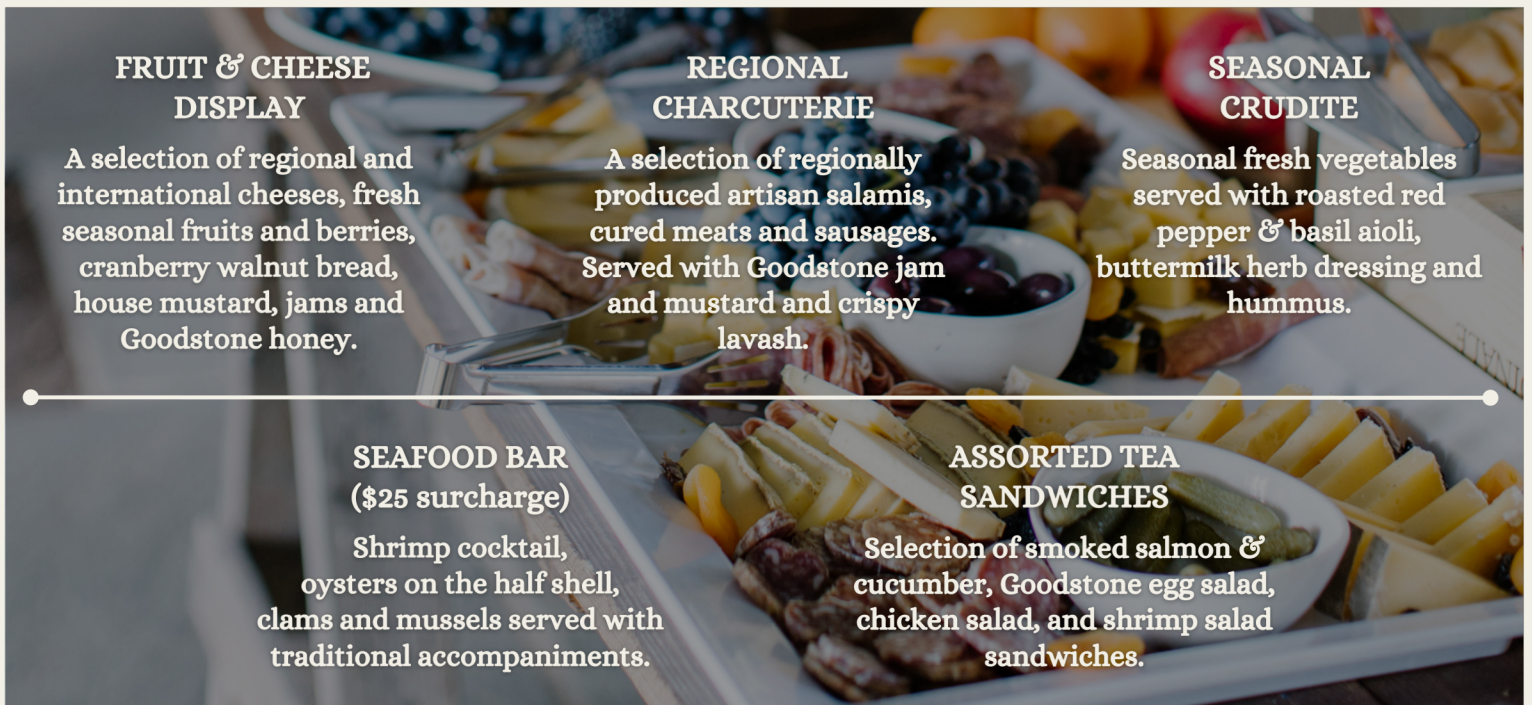 FRUIT & CHEESE
DISPLAY
A selection of regional and
international cheeses, fresh
seasonal fruits and berries,
cranberry walnut bread,
house mustard, jams and
Goodstone honey.
REGIONAL
CHARCUTERIE
A selection of regionally
produced artisan salamis,
cured meats and sausages.
Served with Goodstone jam
and mustard and crispy
lavash.
SEASONAL
CRUDITE
Seasonal fresh vegetables
served with roasted red
pepper & basil aioli,
buttermilk herb dressing and
hummus.
SEAFOOD BAR
($25 surcharge)
Shrimp cocktail,
oysters on the half shell,
clams and mussels served with
traditional accompaniments.
ASSORTED TEA
SANDWICHES
Selection of smoked salmon &
cucumber, Goodstone egg salad,
chicken salad, and shrimp salad
sandwiches.